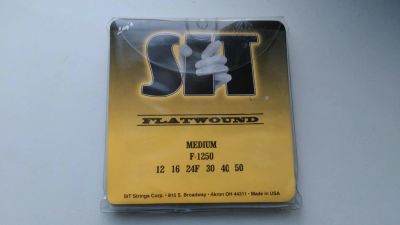 SIT
FLATWOUND
MEDIUM
F-1250
12 16 24F 30 40 50
SIT Strings Corp. • 815 S. Broadway • Akron OH 44311 • Made in USA